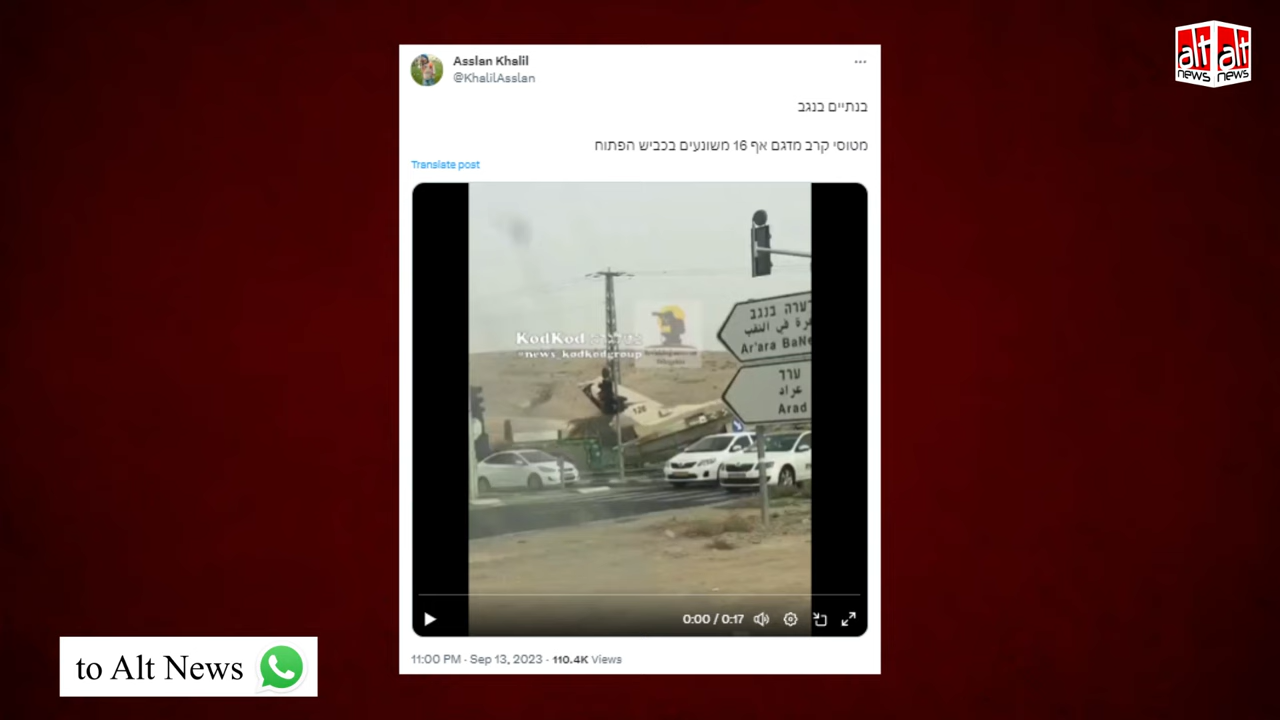 Asslan Khalil
@KhalilAsslan
alt alt
news news
בנתיים בנגב
מטוסי קרב מדגם אף 16 משונעים בכביש הפתוח
Translate post
KodKod
@news_kodkodgroup
Ar'ara BaNe
ערד
عراد
Arad
126
0:00 / 0:17
11:00 PM · Sep 13, 2023 · 110.4K Views
to Alt News